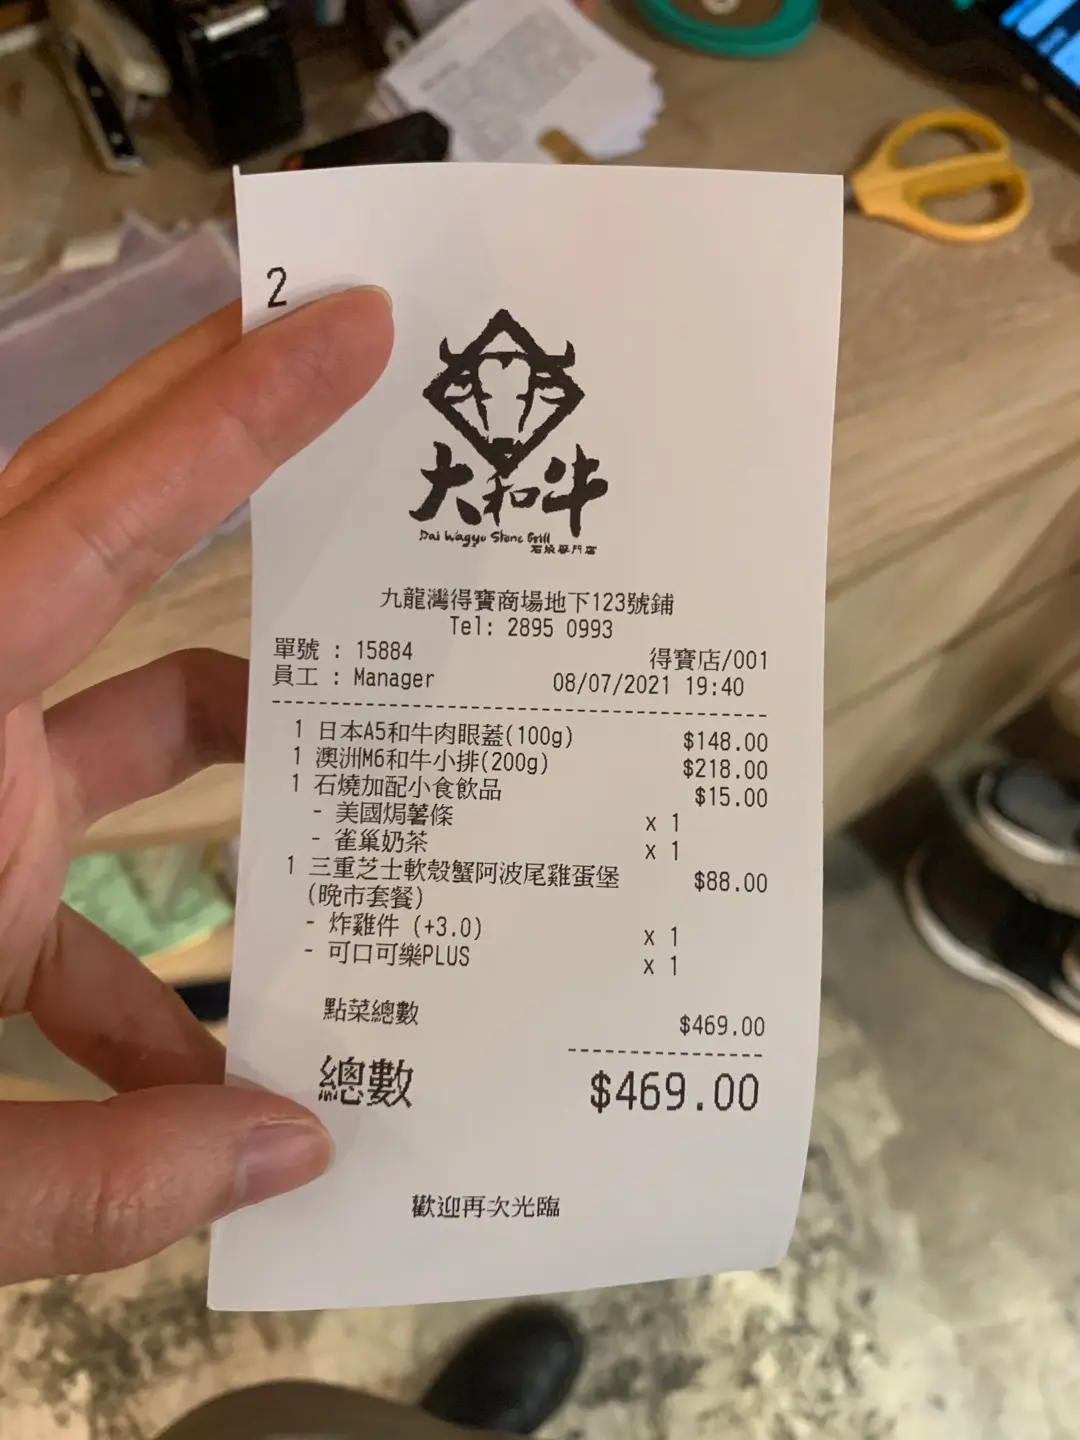 2
大和牛
Dai Wagyu Stone Grill
石燒專門店
九龍灣得寶商場地下123號鋪
Tel: 2895 0993
單號 : 15884 得寶店/001
員工 : Manager 08/07/2021 19:40
1 日本A5和牛肉眼蓋(100g) $148.00
1 澳洲M6和牛小排(200g) $218.00
1 石燒加配小食飲品 $15.00
- 美國焗薯條 x 1
- 雀巢奶茶 x 1
1 三重芝士軟殼蟹阿波尾雞蛋堡 $88.00
(晚市套餐)
- 炸雞件 (+3.0) x 1
- 可口可樂PLUS x 1
點菜總數 $469.00
總數 $469.00
歡迎再次光臨